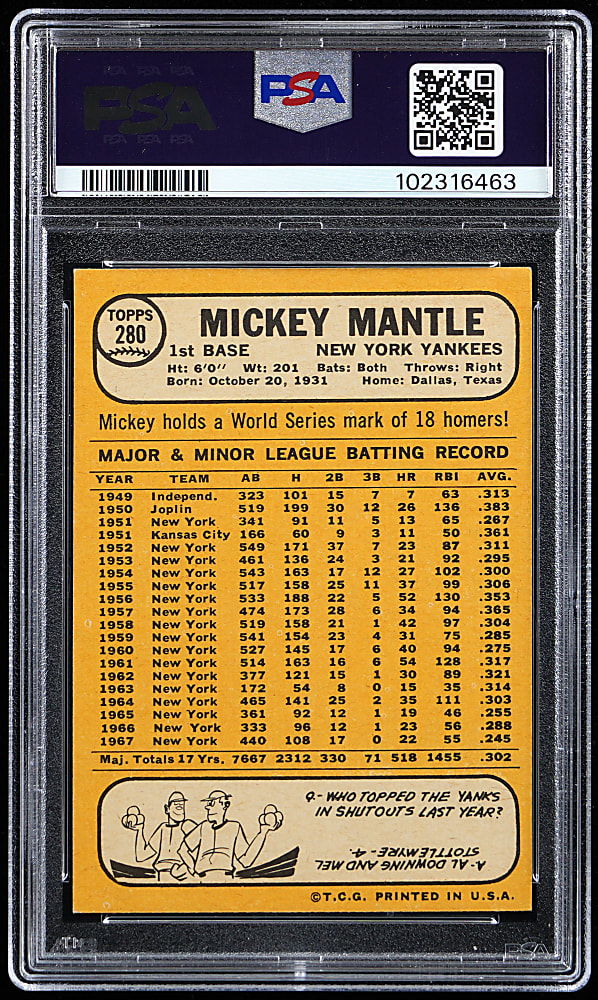 PSA PSA PSA
PSA
PSA PSA PSA
PSA
102316463
TOPPS
280
MICKEY MANTLE
1st BASE NEW YORK YANKEES
Ht: 6'0" Wt: 201 Bats: Both Throws: Right
Born: October 20, 1931 Home: Dallas, Texas
Mickey holds a World Series mark of 18 homers!
MAJOR & MINOR LEAGUE BATTING RECORD
YEAR TEAM AB H 2B 3B HR RBI AVG.
1949 Independ. 323 101 15 7 7 63 .313
1950 Joplin 519 199 30 12 26 136 .383
1951 New York 341 91 11 5 13 65 .267
1951 Kansas City 166 60 9 3 11 50 .361
1952 New York 549 171 37 7 23 87 .311
1953 New York 461 136 24 3 21 92 .295
1954 New York 543 163 17 12 27 102 .300
1955 New York 517 158 25 11 37 99 .306
1956 New York 533 188 22 5 52 130 .353
1957 New York 474 173 28 6 34 94 .365
1958 New York 519 158 21 1 42 97 .304
1959 New York 541 154 23 4 31 75 .285
1960 New York 527 145 17 6 40 94 .275
1961 New York 514 163 16 6 54 128 .317
1962 New York 377 121 15 1 30 89 .321
1963 New York 172 54 8 0 15 35 .314
1964 New York 465 141 25 2 35 111 .303
1965 New York 361 92 12 1 19 46 .255
1966 New York 333 96 12 1 23 56 .288
1967 New York 440 108 17 0 22 55 .245
Maj. Totals 17 Yrs. 7667 2312 330 71 518 1455 .302
Q- WHO TOPPED THE YANKS
IN SHUTOUTS LAST YEAR?
A- AL DOWNING AND MEL
STOTTLEMYRE - 4.
©T.C.G. PRINTED IN U.S.A.
PSA